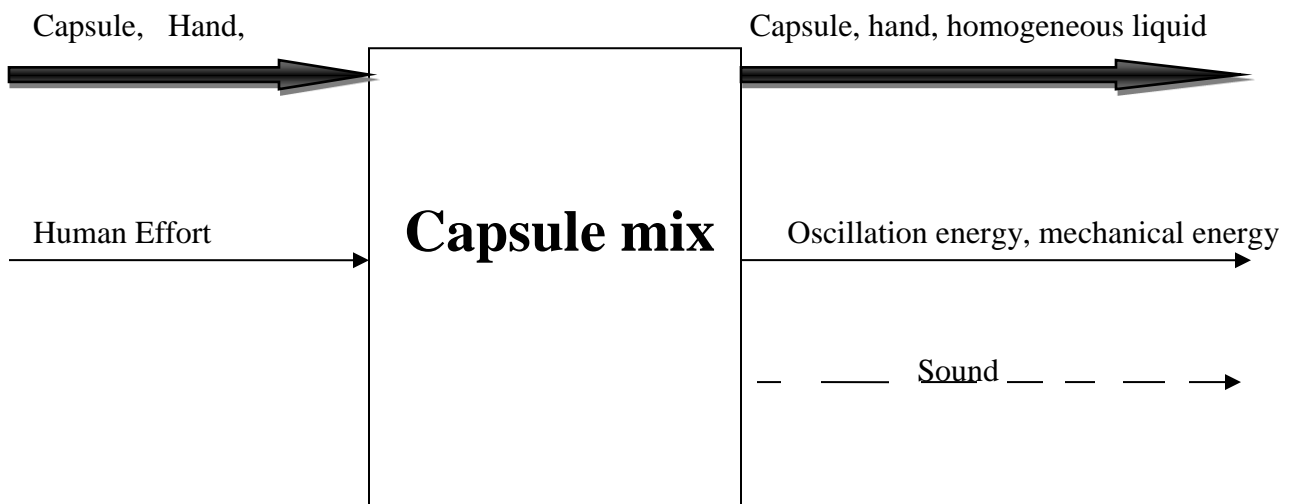 Capsule, Hand,
Capsule, hand, homogeneous liquid
Human Effort
Capsule mix
Oscillation energy, mechanical energy
Sound